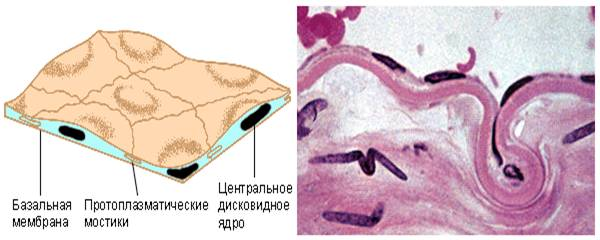 Базальная
мембрана
Протоплазматические
мостики
Центральное
дисковидное
ядро